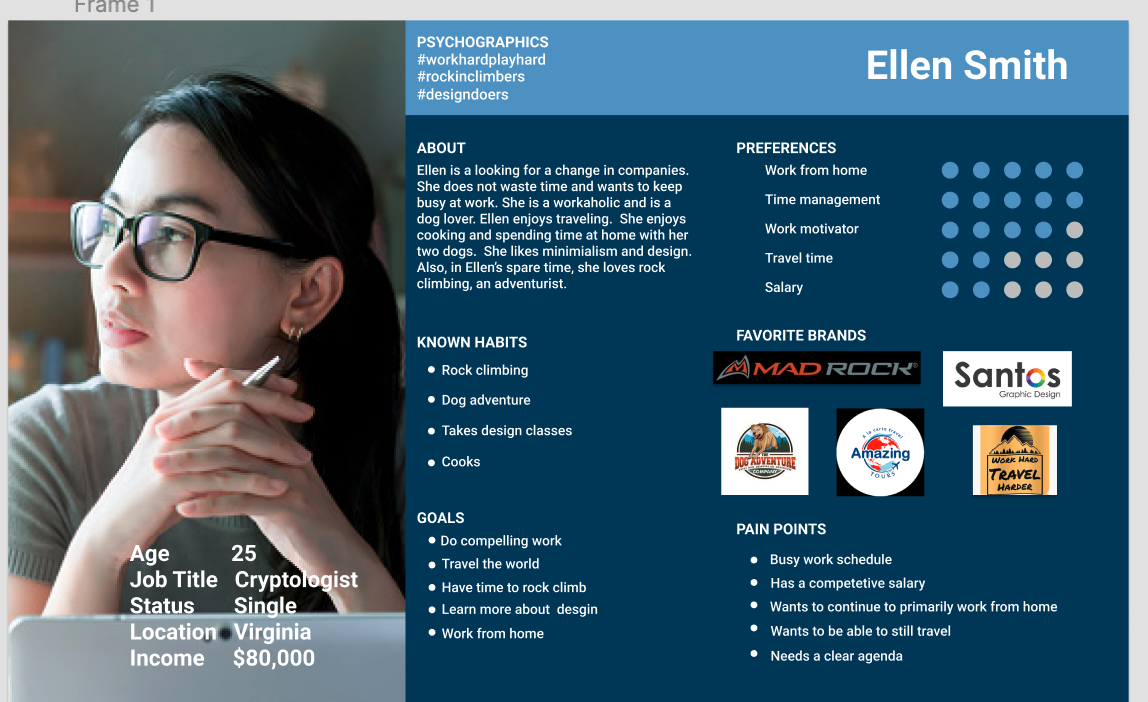 Frame 1
PSYCHOGRAPHICS
#workhardplayhard
#rockinclimbers
#designdoers
Ellen Smith
ABOUT
Ellen is a looking for a change in companies.
She does not waste time and wants to keep
busy at work. She is a workaholic and is a
dog lover. Ellen enjoys traveling.  She enjoys
cooking and spending time at home with her
two dogs.  She likes minimialism and design.
Also, in Ellen's spare time, she loves rock
climbing, an adventurist.
PREFERENCES
Work from home
Time management
Work motivator
Travel time
Salary
KNOWN HABITS
Rock climbing
Dog adventure
Takes design classes
Cooks
FAVORITE BRANDS
MAD ROCK
Santos
Graphic Design
THE
DOG ADVENTURE
COMPANY
A la carte travel
Amazing
TOURS
WORK HARD
TRAVEL
HARDER
GOALS
Do compelling work
Travel the world
Have time to rock climb
Learn more about  desgin
Work from home
PAIN POINTS
Busy work schedule
Has a competetive salary
Wants to continue to primarily work from home
Wants to be able to still travel
Needs a clear agenda
Age 25
Job Title Cryptologist
Status Single
Location Virginia
Income $80,000